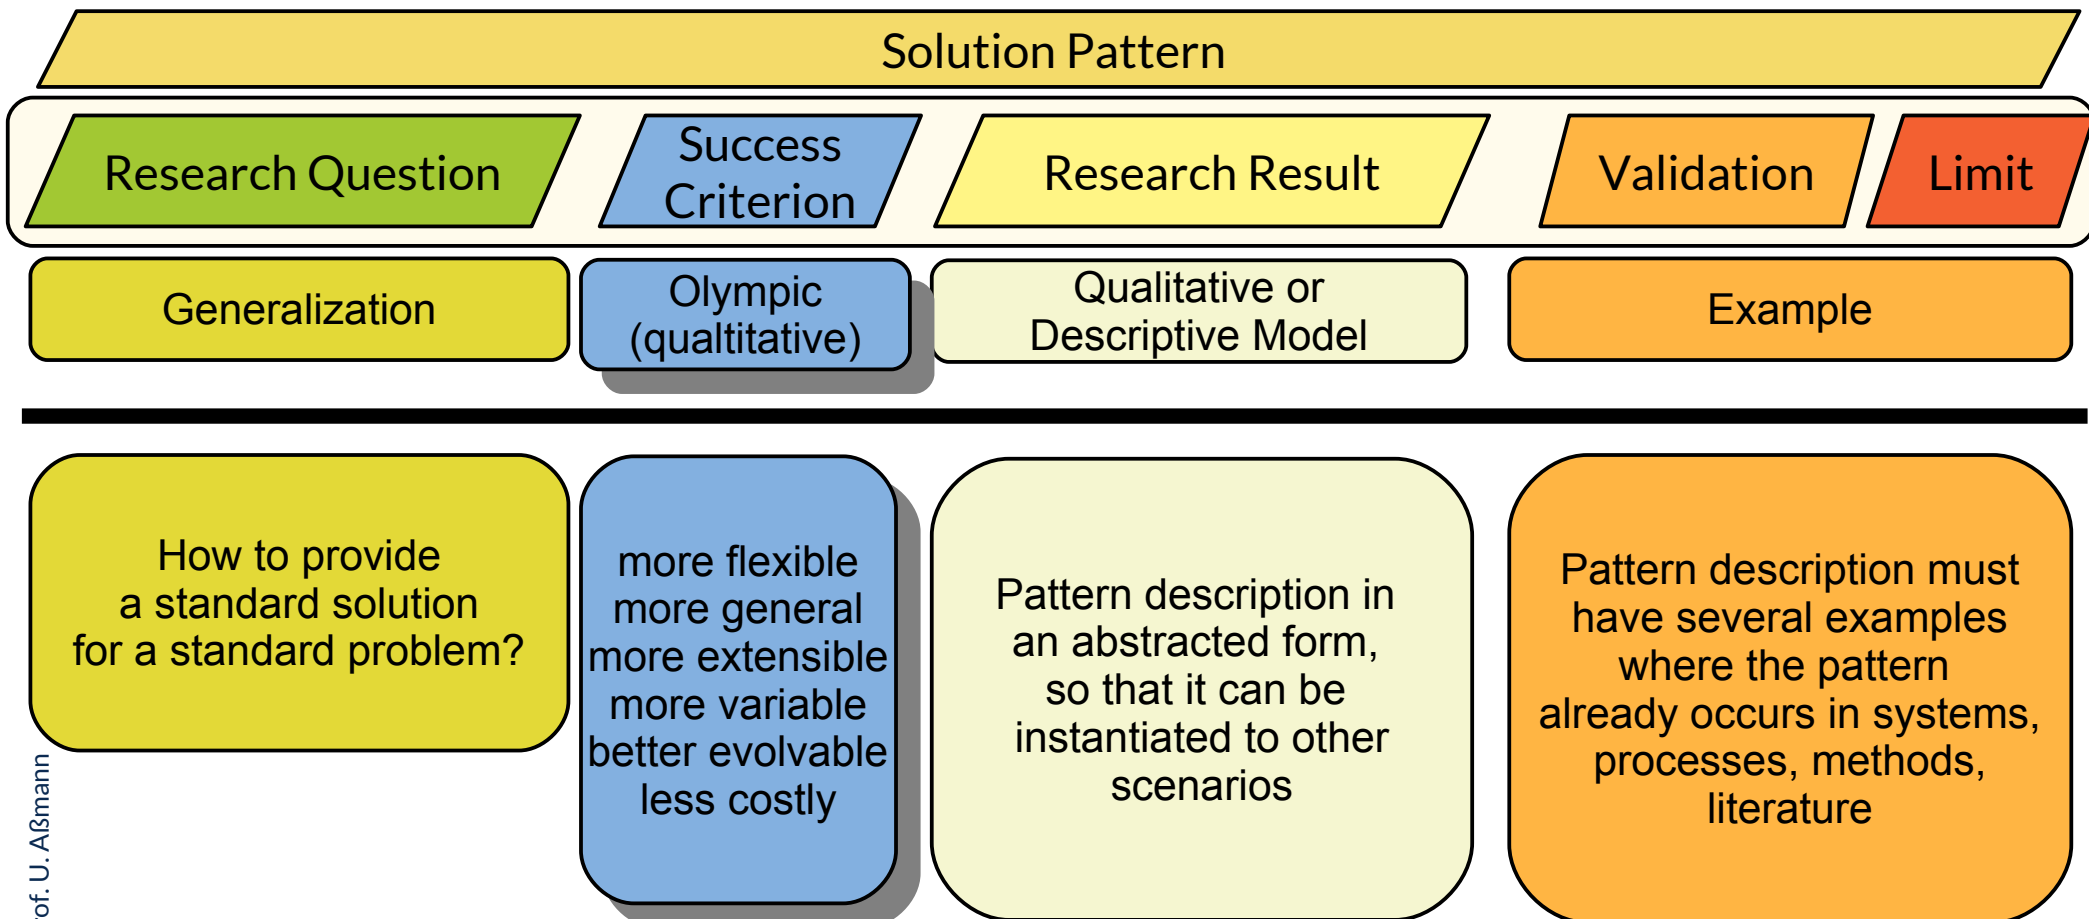 Solution Pattern
Research Question
Success
Criterion
Research Result
Validation
Limit
Generalization
Olympic
(qualtitative)
Qualitative or
Descriptive Model
Example
How to provide
a standard solution
for a standard problem?
more flexible
more general
more extensible
more variable
better evolvable
less costly
Pattern description in
an abstracted form,
so that it can be
instantiated to other
scenarios
Pattern description must
have several examples
where the pattern
already occurs in systems,
processes, methods,
literature
of. U. Aßmann